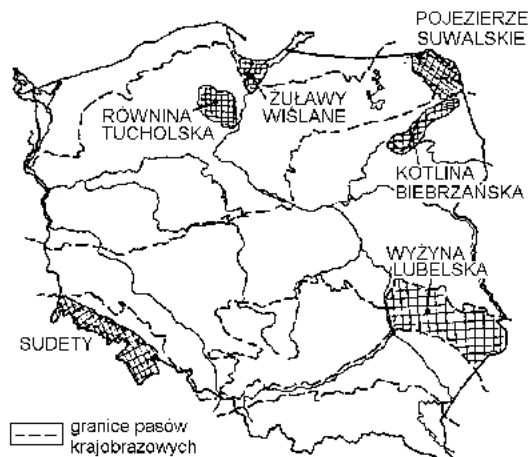 POJEZIERZE
SUWALSKIE
RÓWNINA
TUCHOLSKA
ŻUŁAWY
WIŚLANE
KOTLINA
BIEBRZAŃSKA
WYŻYNA
LUBELSKA
SUDETY
granice pasów
krajobrazowych